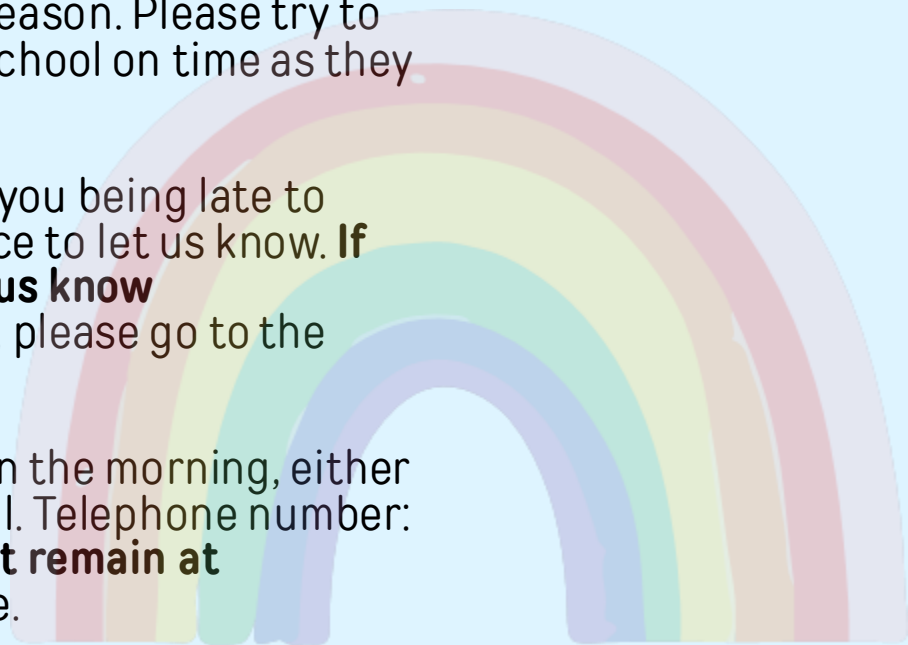 eason. Please try to
chool on time as they
you being late to
ce to let us know. If
us know
please go to the
n the morning, either
l. Telephone number:
t remain at
e.